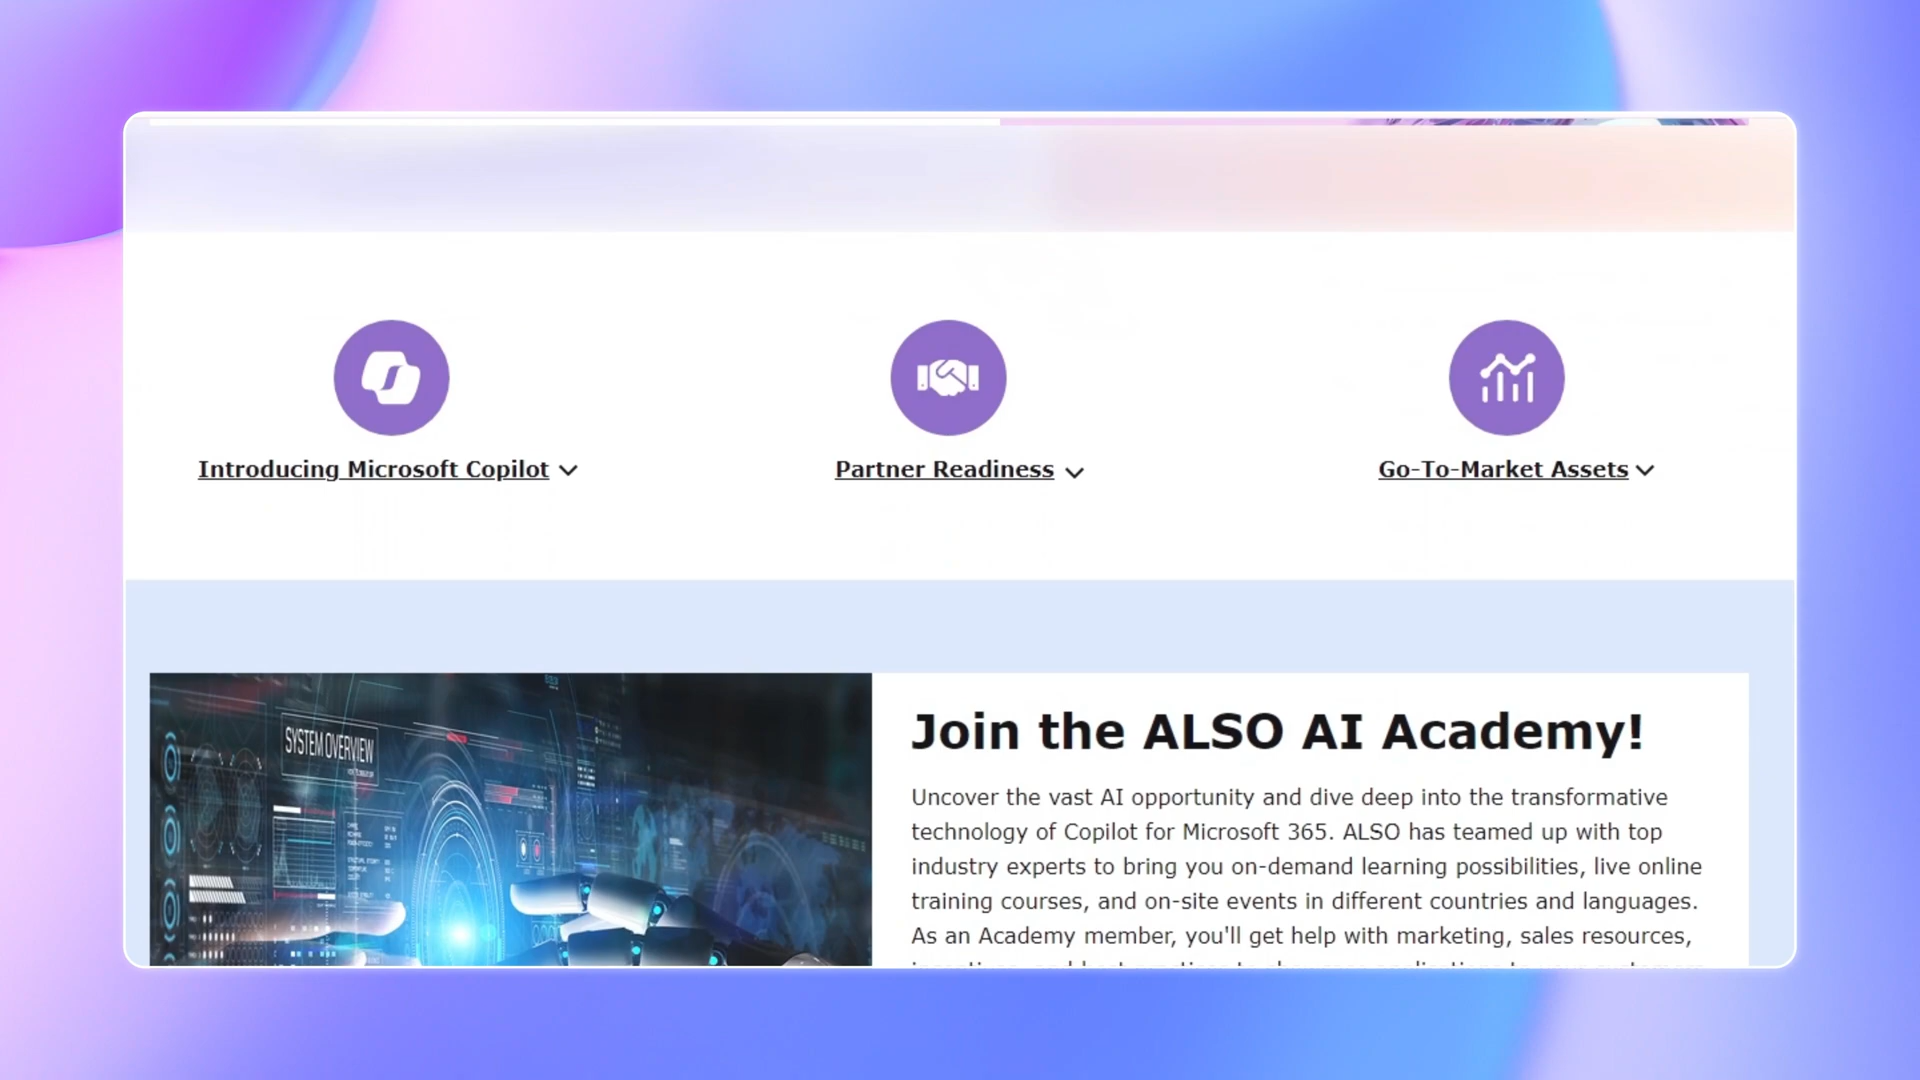 Introducing Microsoft Copilot
Partner Readiness
Go-To-Market Assets
SYSTEM OVERVIEW
Join the ALSO AI Academy!
Uncover the vast AI opportunity and dive deep into the transformative
technology of Copilot for Microsoft 365. ALSO has teamed up with top
industry experts to bring you on-demand learning possibilities, live online
training courses, and on-site events in different countries and languages.
As an Academy member, you'll get help with marketing, sales resources,